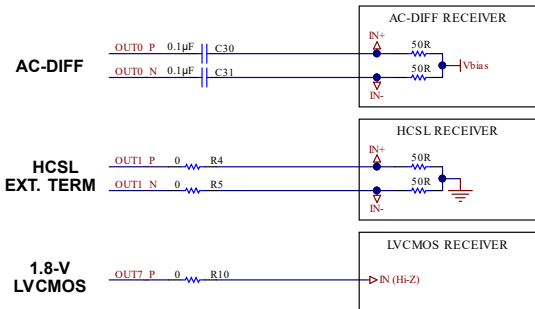 AC-DIFF RECEIVER
AC-DIFF
OUT0_P 0.1µF C30 IN+ 50R
Vbias
OUT0_N 0.1µF C31 IN- 50R
HCSL RECEIVER
HCSL
EXT. TERM
OUT1_P 0 R4 IN+ 50R
OUT1_N 0 R5 IN- 50R
LVCMOS RECEIVER
1.8-V
LVCMOS
OUT7_P 0 R10 IN (Hi-Z)